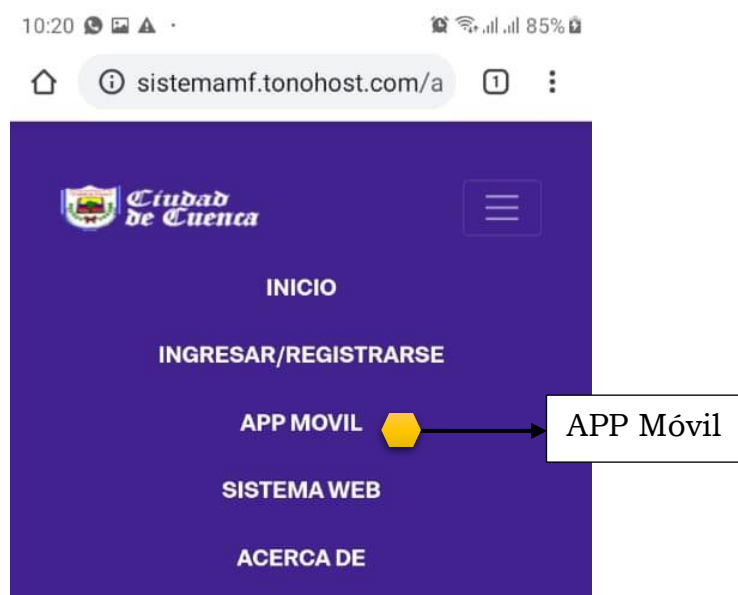 10:20
85%
sistemamf.tonohost.com/a
1
Ciudad
de Cuenca
INICIO
INGRESAR/REGISTRARSE
APP MOVIL
APP Móvil
SISTEMA WEB
ACERCA DE